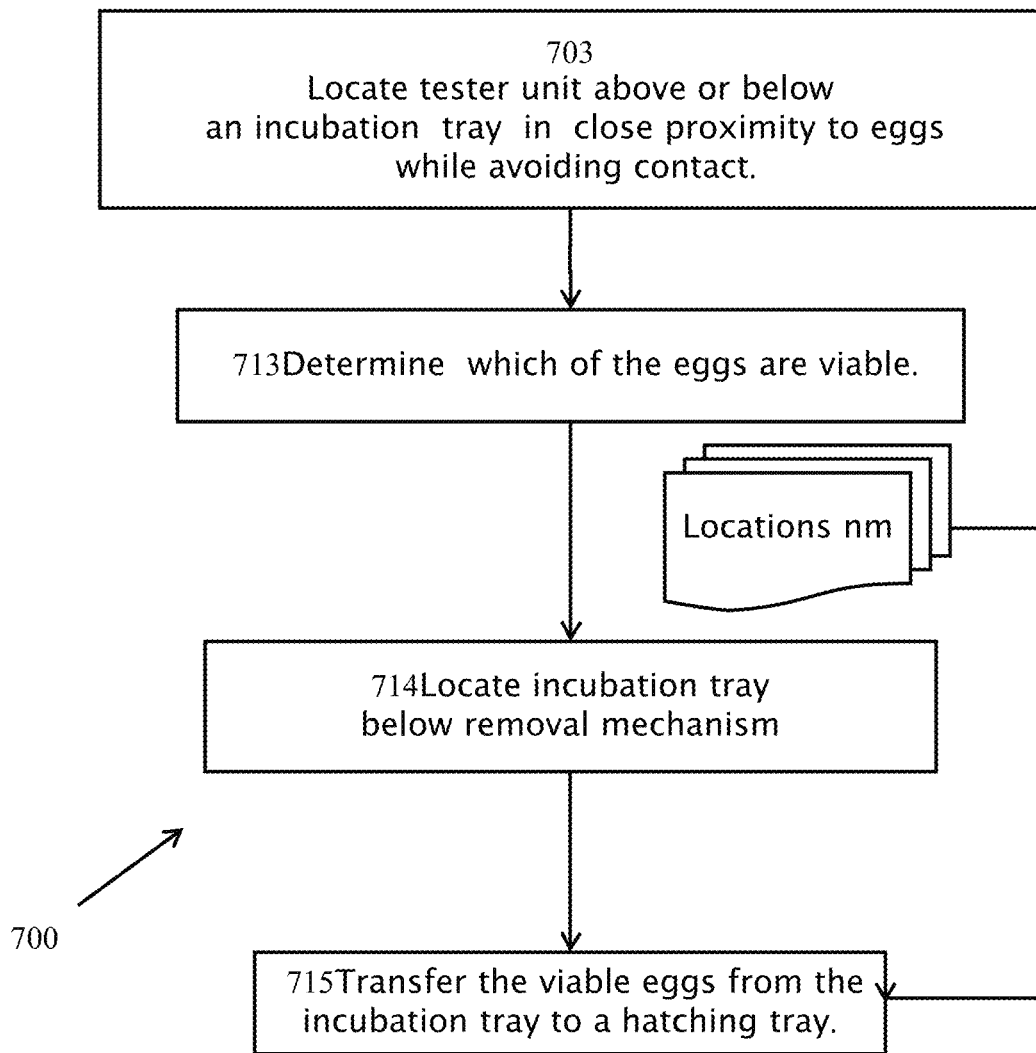 703
Locate tester unit above or below
an incubation tray in close proximity to eggs
while avoiding contact.
713Determine which of the eggs are viable.
Locations nm
714Locate incubation tray
below removal mechanism
700
715Transfer the viable eggs from the
incubation tray to a hatching tray.